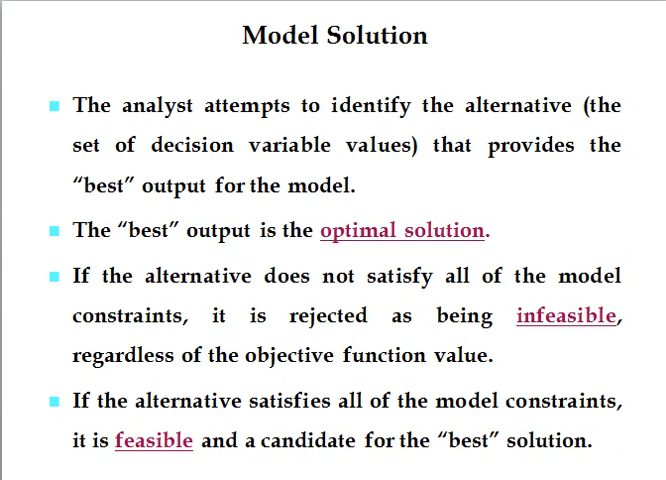 Model Solution
The analyst attempts to identify the alternative (the
set of decision variable values) that provides the
“best” output for the model.
The “best” output is the optimal solution.
If the alternative does not satisfy all of the model
constraints, it is rejected as being infeasible,
regardless of the objective function value.
If the alternative satisfies all of the model constraints,
it is feasible and a candidate for the “best” solution.